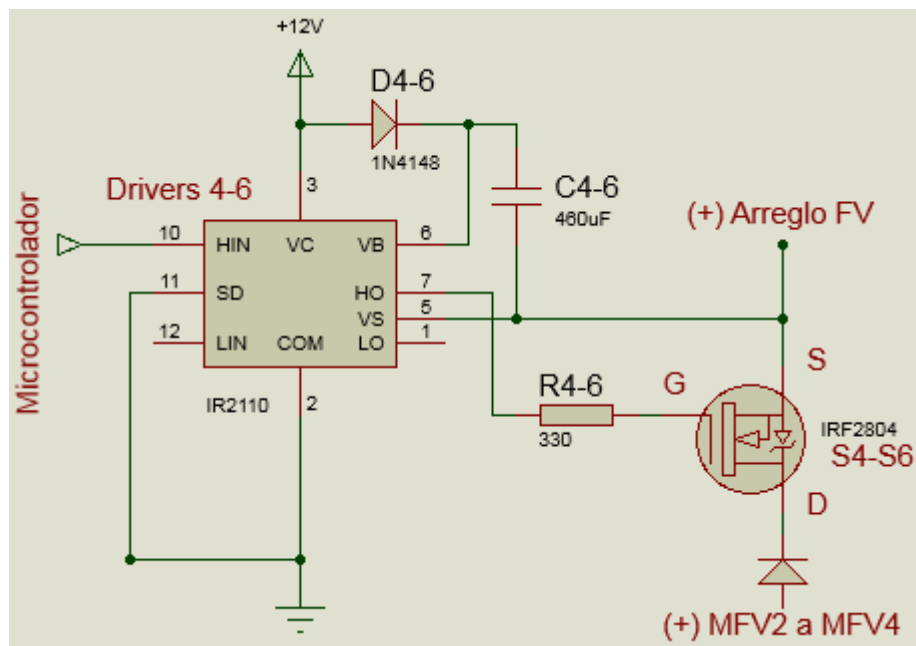 +12V
D4-6
1N4148
Drivers 4-6
3
C4-6
460uF
(+) Arreglo FV
Microcontrolador
10
HIN
VC
VB
6
11
SD
HO
7
VS
5
12
LIN
COM
LO
1
IR2110
2
R4-6
330
G
S
IRF2804
S4-S6
D
(+) MFV2 a MFV4